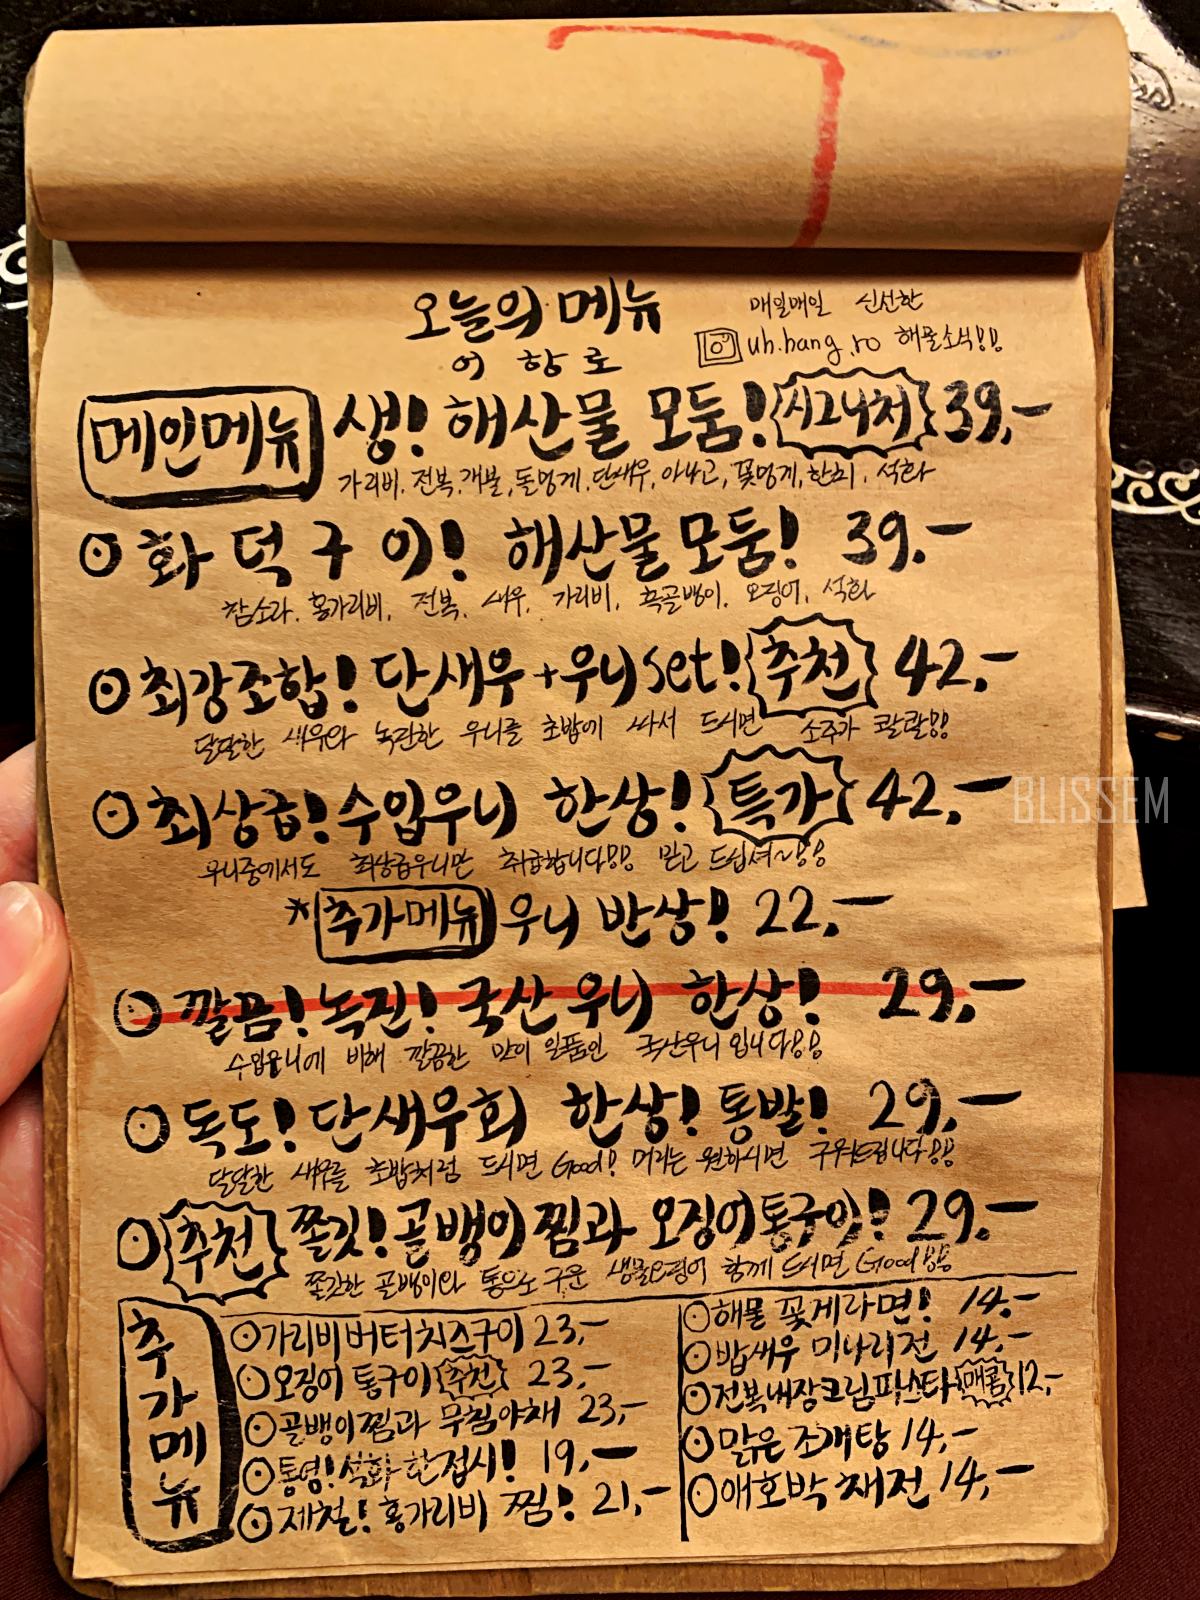 오늘의 메뉴
어 항 로
매일매일 신선한
uh.hang.ro 해물소식!!
메인메뉴 생! 해산물 모둠! 시그니처 39,-
가리비, 전복, 개불, 돌멍게, 단새우, 아나고, 꽃멍게, 한치, 석화
화덕구이! 해산물모둠! 39,-
참소라, 홍가리비, 전복, 새우, 가리비, 흑골뱅이, 오징어, 석화
최강조합! 단새우+우니set! 추천 42,-
달달한 새우와 녹진한 우니를 초밥에 싸서 드시면 소주가 콸콸!!
최상급! 수입우니 한상! 특가 42,-
우니중에서도 최상급우니만 취급합니다!! 믿고 드십셔~!!
BLISSEM
*추가메뉴 우니 반상! 22,-
깔끔! 녹진! 국산 우니 한상! 29,-
수입우니에 비해 깔끔한 맛이 일품인 국산우니 입니다!!
독도! 단새우회 한상! 통발! 29,-
달달한 새우를 초밥처럼 드시면 Good! 머리는 원하시면 구워드립니다!!
추천 쫄깃! 골뱅이찜과 오징어통구이! 29,-
쫄깃한 골뱅이와 통으로 구운 생물오징어 함께 드시면 Good!!
추가메뉴
가리비버터치즈구이 23,-
오징어 통구이 추천 23,-
골뱅이찜과 무침야채 23,-
통영! 석화 한접시! 19,-
제철! 홍가리비 찜! 21,-
해물 꽃게라면! 14,-
밥새우 미나리전 14,-
전복내장크림파스타 매콤 12,-
맑은 조개탕 14,-
애호박 채전 14,-